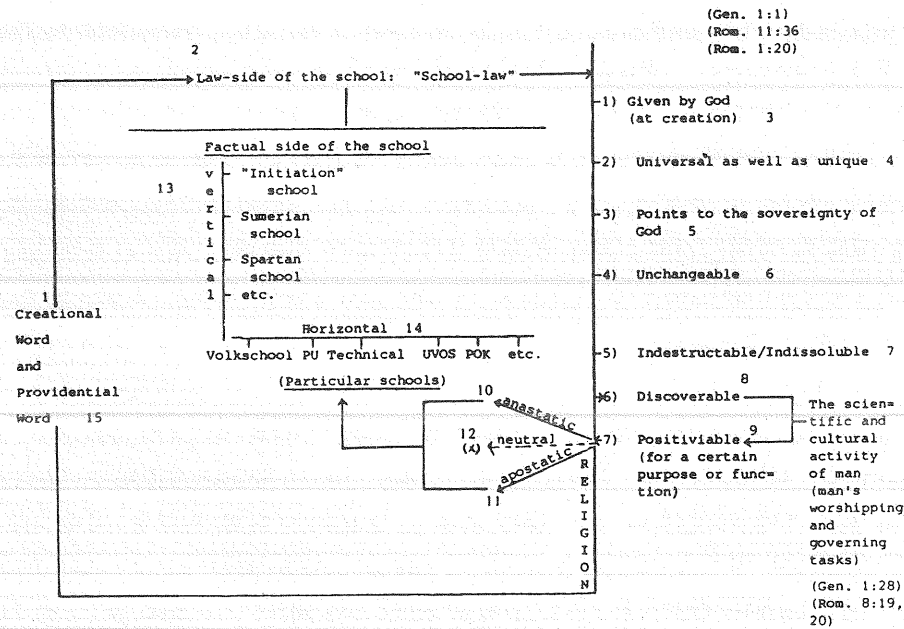 (Gen. 1:1)
(Rom. 11:36
(Rom. 1:20)
2
Law-side of the school: "School-law"
1) Given by God
(at creation) 3
Factual side of the school
vertical
13
"Initiation"
school
Sumerian
school
Spartan
school
etc.
2) Universal as well as unique 4
3) Points to the sovereignty of
God 5
4) Unchangeable 6
1
Creational
Word
and
Providential
Word 15
Horizontal 14
Volkschool PU Technical UVOS POK etc.
(Particular schools)
5) Indestructable/Indissoluble 7
8
6) Discoverable
9
7) Positiviable
(for a certain
purpose or func=
tion)
The scien=
tific and
cultural
activity
of man
(man's
worshipping
and
governing
tasks)
(Gen. 1:28)
(Rom. 8:19,
20)
10
anastatic
12
(x)
neutral
apostatic
11
RELIGION